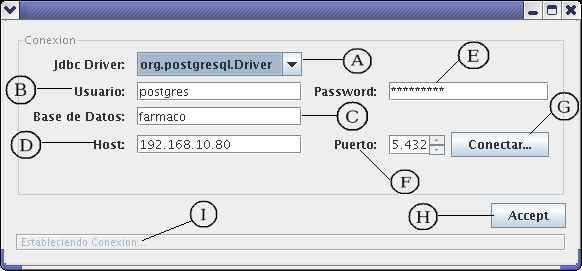 Conexion
Jdbc Driver: org.postgresql.Driver A
B Usuario: postgres Password: ********* E
Base de Datos: farmaco C G
D Host: 192.168.10.80 Puerto: 5.432 Conectar...
F
H Accept
I
Estableciendo Conexion...